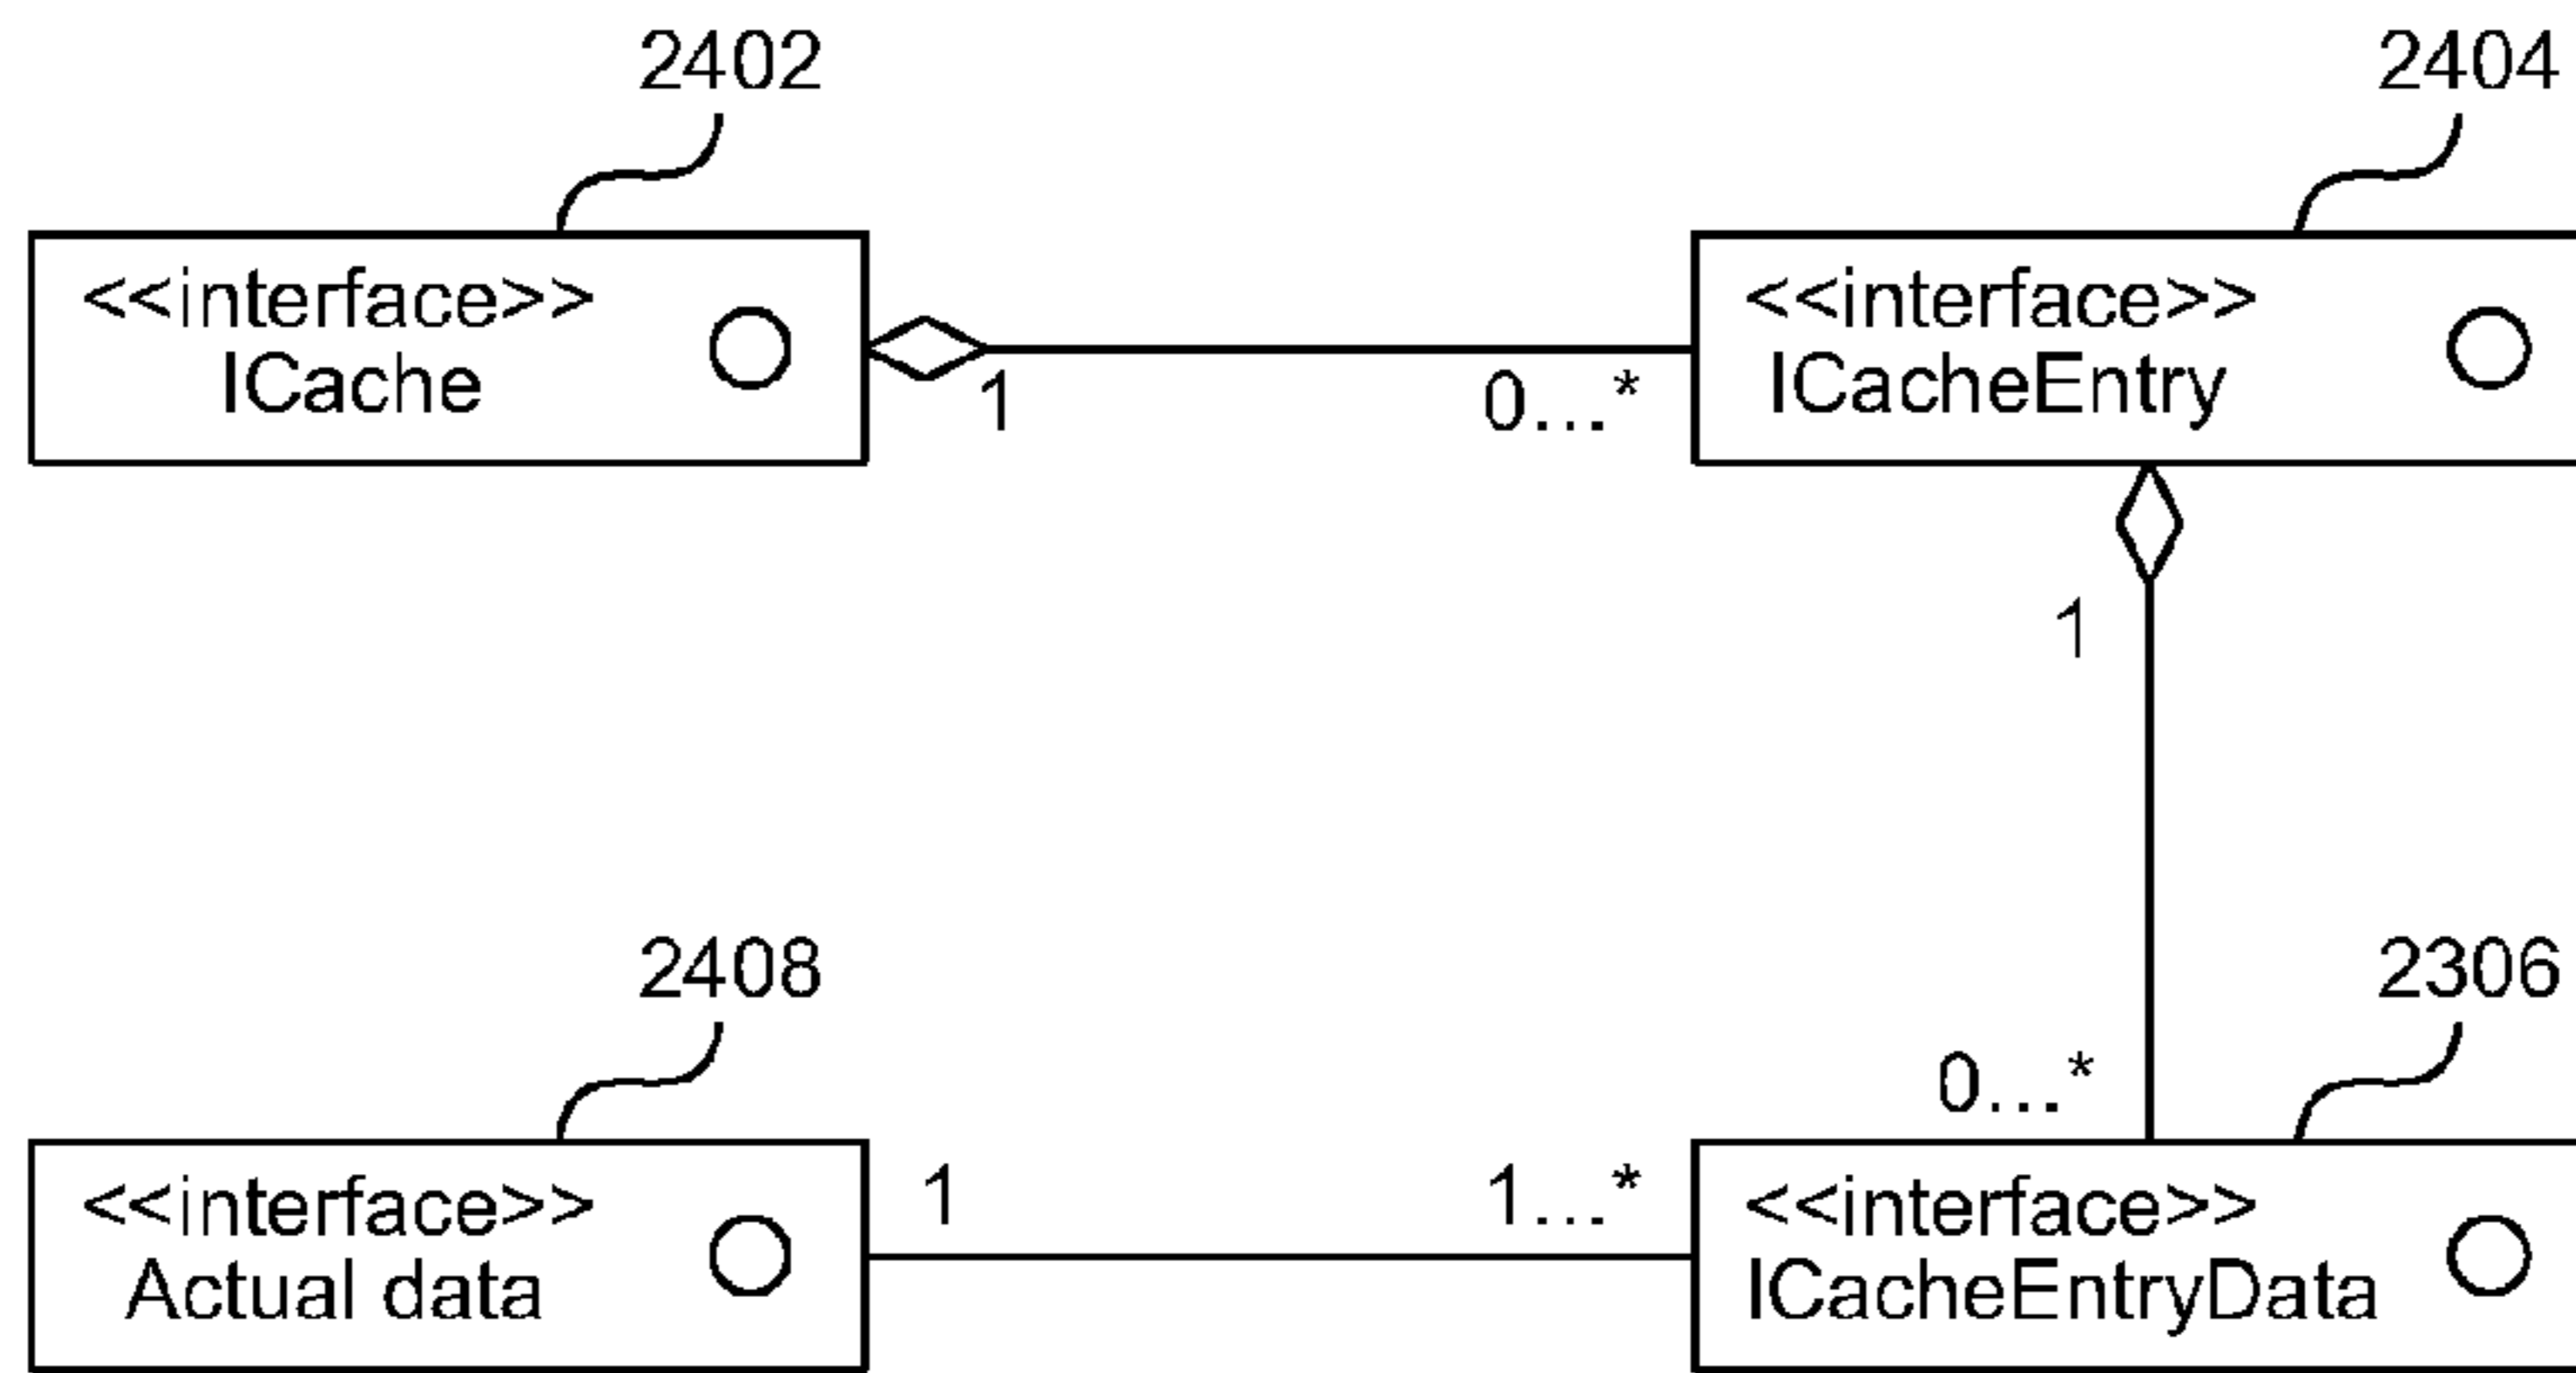 2402
2404
<<interface>>
ICache
1
0...*
<<interface>>
ICacheEntry
1
0...*
2408
2306
<<interface>>
Actual data
1
1...*
<<interface>>
ICacheEntryData